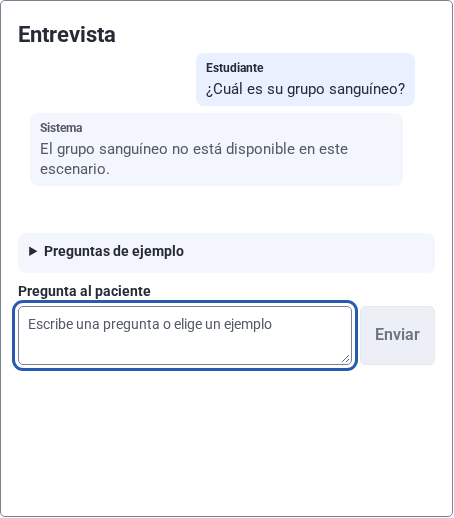 Entrevista
Estudiante
¿Cuál es su grupo sanguíneo?
Sistema
El grupo sanguíneo no está disponible en este
escenario.
Preguntas de ejemplo
Pregunta al paciente
Escribe una pregunta o elige un ejemplo
Enviar